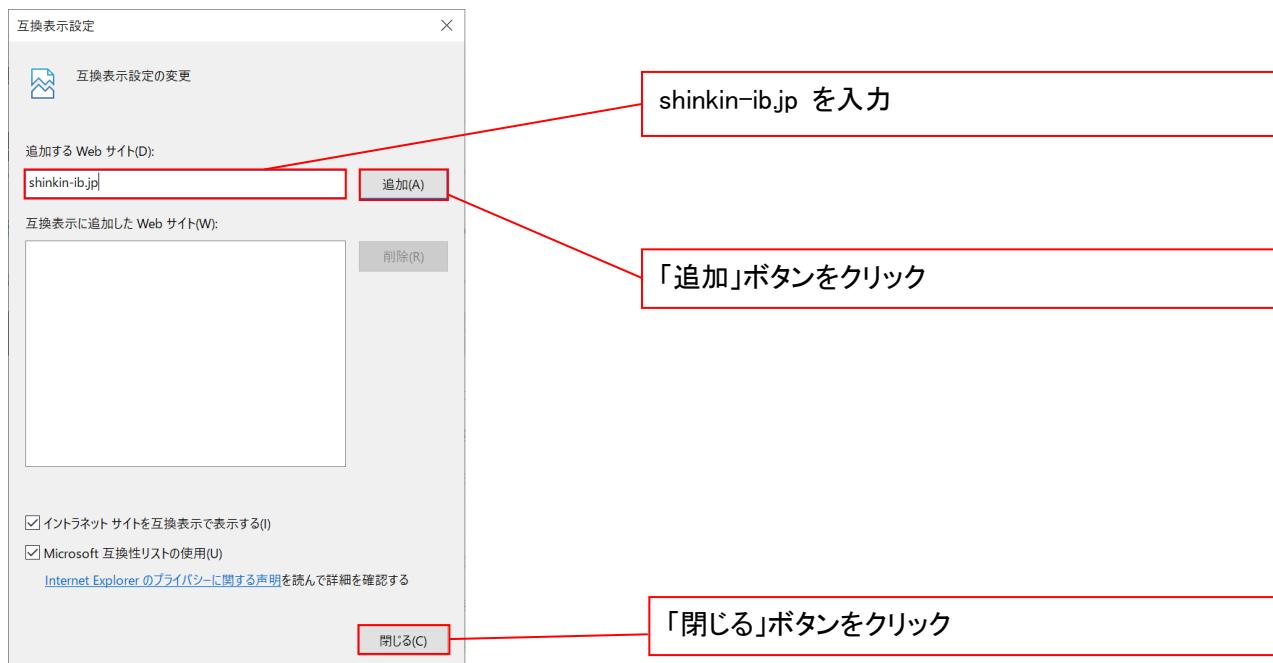 互換表示設定
互換表示設定の変更
shinkin-ib.jp を入力
追加する Web サイト(D):
shinkin-ib.jp
追加(A)
互換表示に追加した Web サイト(W):
削除(R)
「追加」ボタンをクリック
イントラネット サイトを互換表示で表示する(I)
Microsoft 互換性リストの使用(U)
Internet Explorer のプライバシーに関する声明を読んで詳細を確認する
「閉じる」ボタンをクリック
閉じる(C)